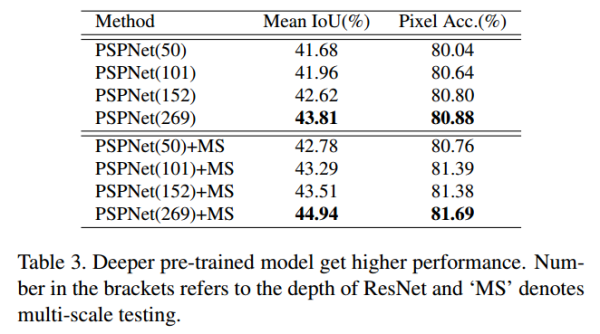 Method Mean IoU(%) Pixel Acc.(%)
PSPNet(50) 41.68 80.04
PSPNet(101) 41.96 80.64
PSPNet(152) 42.62 80.80
PSPNet(269) 43.81 80.88
PSPNet(50)+MS 42.78 80.76
PSPNet(101)+MS 43.29 81.39
PSPNet(152)+MS 43.51 81.38
PSPNet(269)+MS 44.94 81.69
Table 3. Deeper pre-trained model get higher performance. Num-
ber in the brackets refers to the depth of ResNet and ‘MS’ denotes
multi-scale testing.